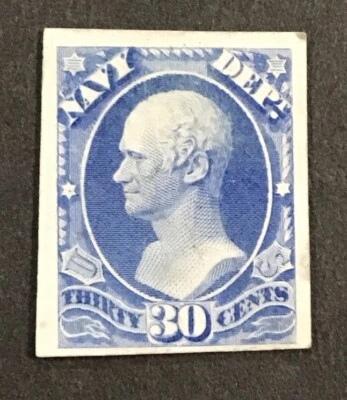 NAVY DEPT.
U S
THIRTY 30 CENTS